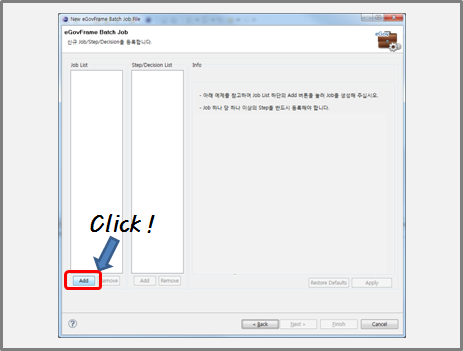 New eGovFrame Batch Job File
eGovFrame Batch Job
신규 Job/Step/Decision을 등록합니다.
Job List
Step/Decision List
Info
- 아래 예제를 참고하여 Job List 하단의 Add 버튼을 눌러 Job를 생성해 주십시오.
- Job 하나 당 하나 이상의 Step를 반드시 등록해야 합니다.
Click !
Add
Remove
Add
Remove
Restore Defaults
Apply
?
< Back
Next >
Finish
Cancel